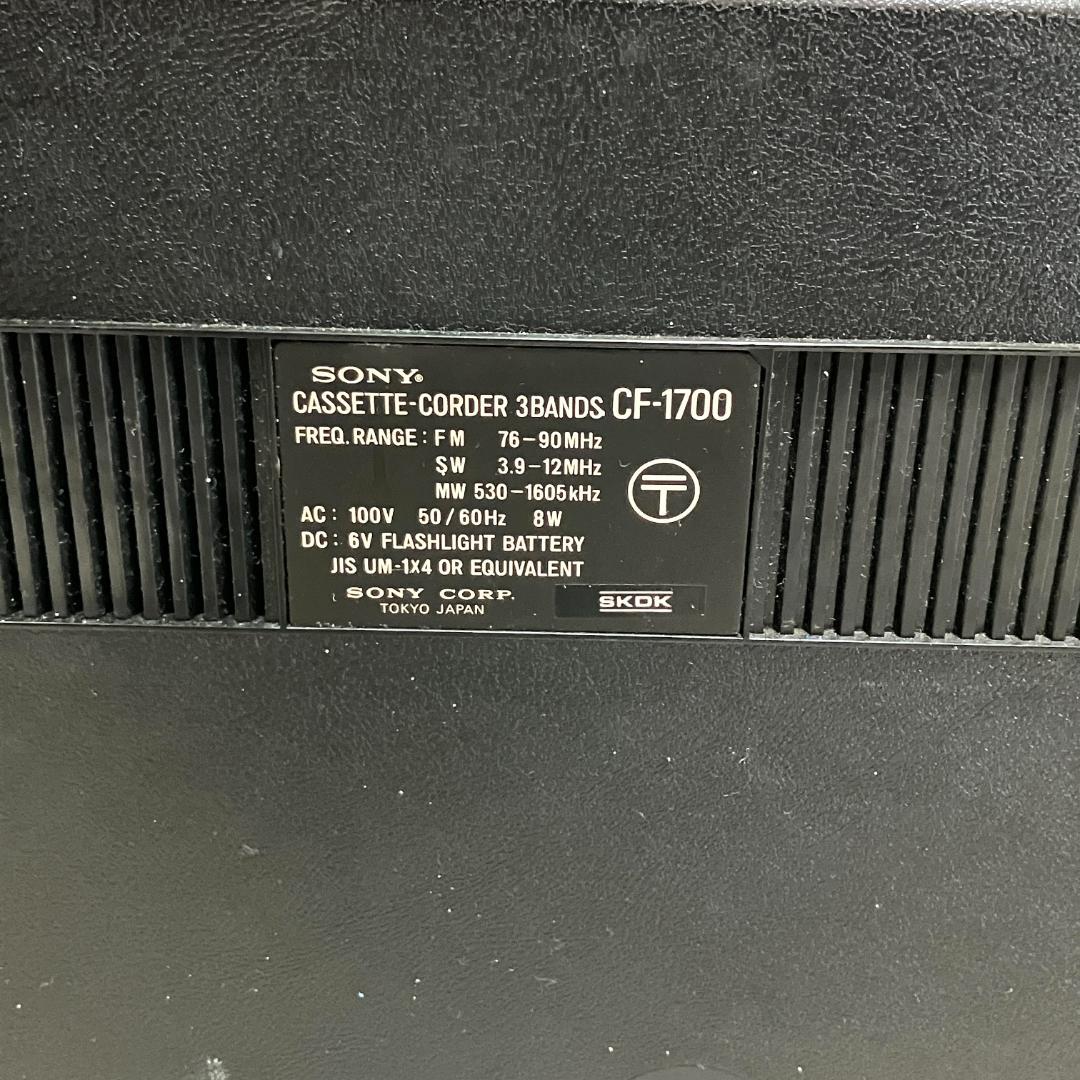 SONY®
CASSETTE-CORDER 3BANDS CF-1700
FREQ. RANGE : FM 76-90MHz
SW 3.9-12MHz
MW 530-1605kHz
AC : 100V 50/60Hz 8W
DC : 6V FLASHLIGHT BATTERY
JIS UM-1X4 OR EQUIVALENT
SONY CORP.
TOKYO JAPAN
SKDK